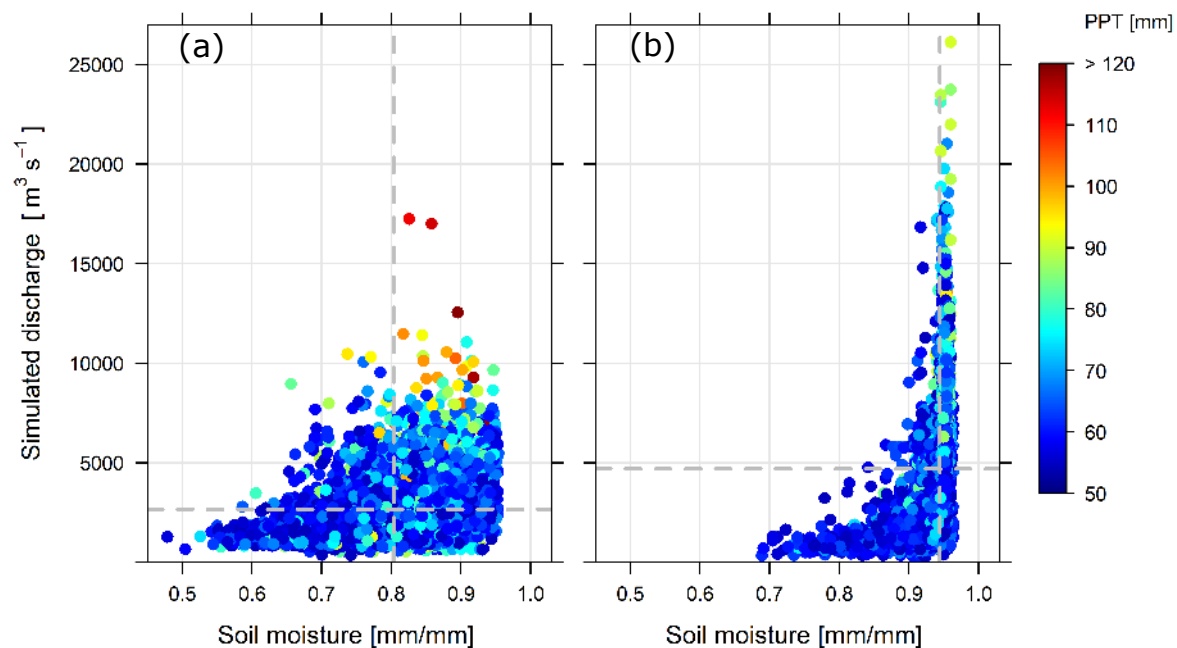 (a)
(b)
PPT [mm]
Simulated discharge [ m³ s⁻¹ ]
25000
20000
15000
10000
5000
> 120
110
100
90
80
70
60
50
0.5 0.6 0.7 0.8 0.9 1.0
0.5 0.6 0.7 0.8 0.9 1.0
Soil moisture [mm/mm]
Soil moisture [mm/mm]